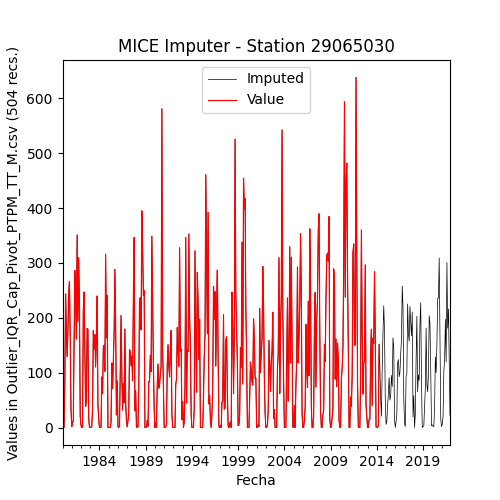 MICE Imputer - Station 29065030
Imputed
Value
Values in Outlier_IQR_Cap_Pivot_PTPM_TT_M.csv (504 recs.)
600
500
400
300
200
100
0
1984 1989 1994 1999 2004 2009 2014 2019
Fecha